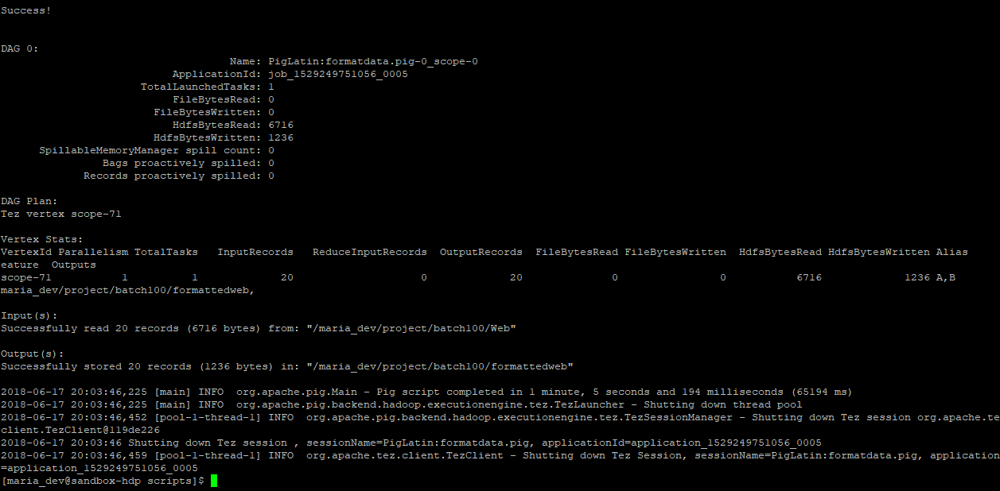 Success!
DAG 0:
Name: PigLatin:formatdata.pig-0_scope-0
ApplicationId: job_1529249751056_0005
TotalLaunchedTasks: 1
FileBytesRead: 0
FileBytesWritten: 0
HdfsBytesRead: 6716
HdfsBytesWritten: 1236
SpillableMemoryManager spill count: 0
Bags proactively spilled: 0
Records proactively spilled: 0
DAG Plan:
Tez vertex scope-71
Vertex Stats:
VertexId Parallelism TotalTasks   InputRecords   ReduceInputRecords  OutputRecords  FileBytesRead FileBytesWritten  HdfsBytesRead HdfsBytesWritten Alias
eature  Outputs
scope-71           1          1             20                    0             20              0                0           6716             1236 A,B
maria_dev/project/batch100/formattedweb,
Input(s):
Successfully read 20 records (6716 bytes) from: "/maria_dev/project/batch100/Web"
Output(s):
Successfully stored 20 records (1236 bytes) in: "/maria_dev/project/batch100/formattedweb"
2018-06-17 20:03:46,225 [main] INFO  org.apache.pig.Main - Pig script completed in 1 minute, 5 seconds and 194 milliseconds (65194 ms)
2018-06-17 20:03:46,225 [main] INFO  org.apache.pig.backend.hadoop.executionengine.tez.TezLauncher - Shutting down thread pool
2018-06-17 20:03:46,452 [pool-1-thread-1] INFO  org.apache.pig.backend.hadoop.executionengine.tez.TezSessionManager - Shutting down Tez session org.apache.te
client.TezClient@119de226
2018-06-17 20:03:46 Shutting down Tez session , sessionName=PigLatin:formatdata.pig, applicationId=application_1529249751056_0005
2018-06-17 20:03:46,459 [pool-1-thread-1] INFO  org.apache.tez.client.TezClient - Shutting down Tez Session, sessionName=PigLatin:formatdata.pig, application
=application_1529249751056_0005
[maria_dev@sandbox-hdp scripts]$